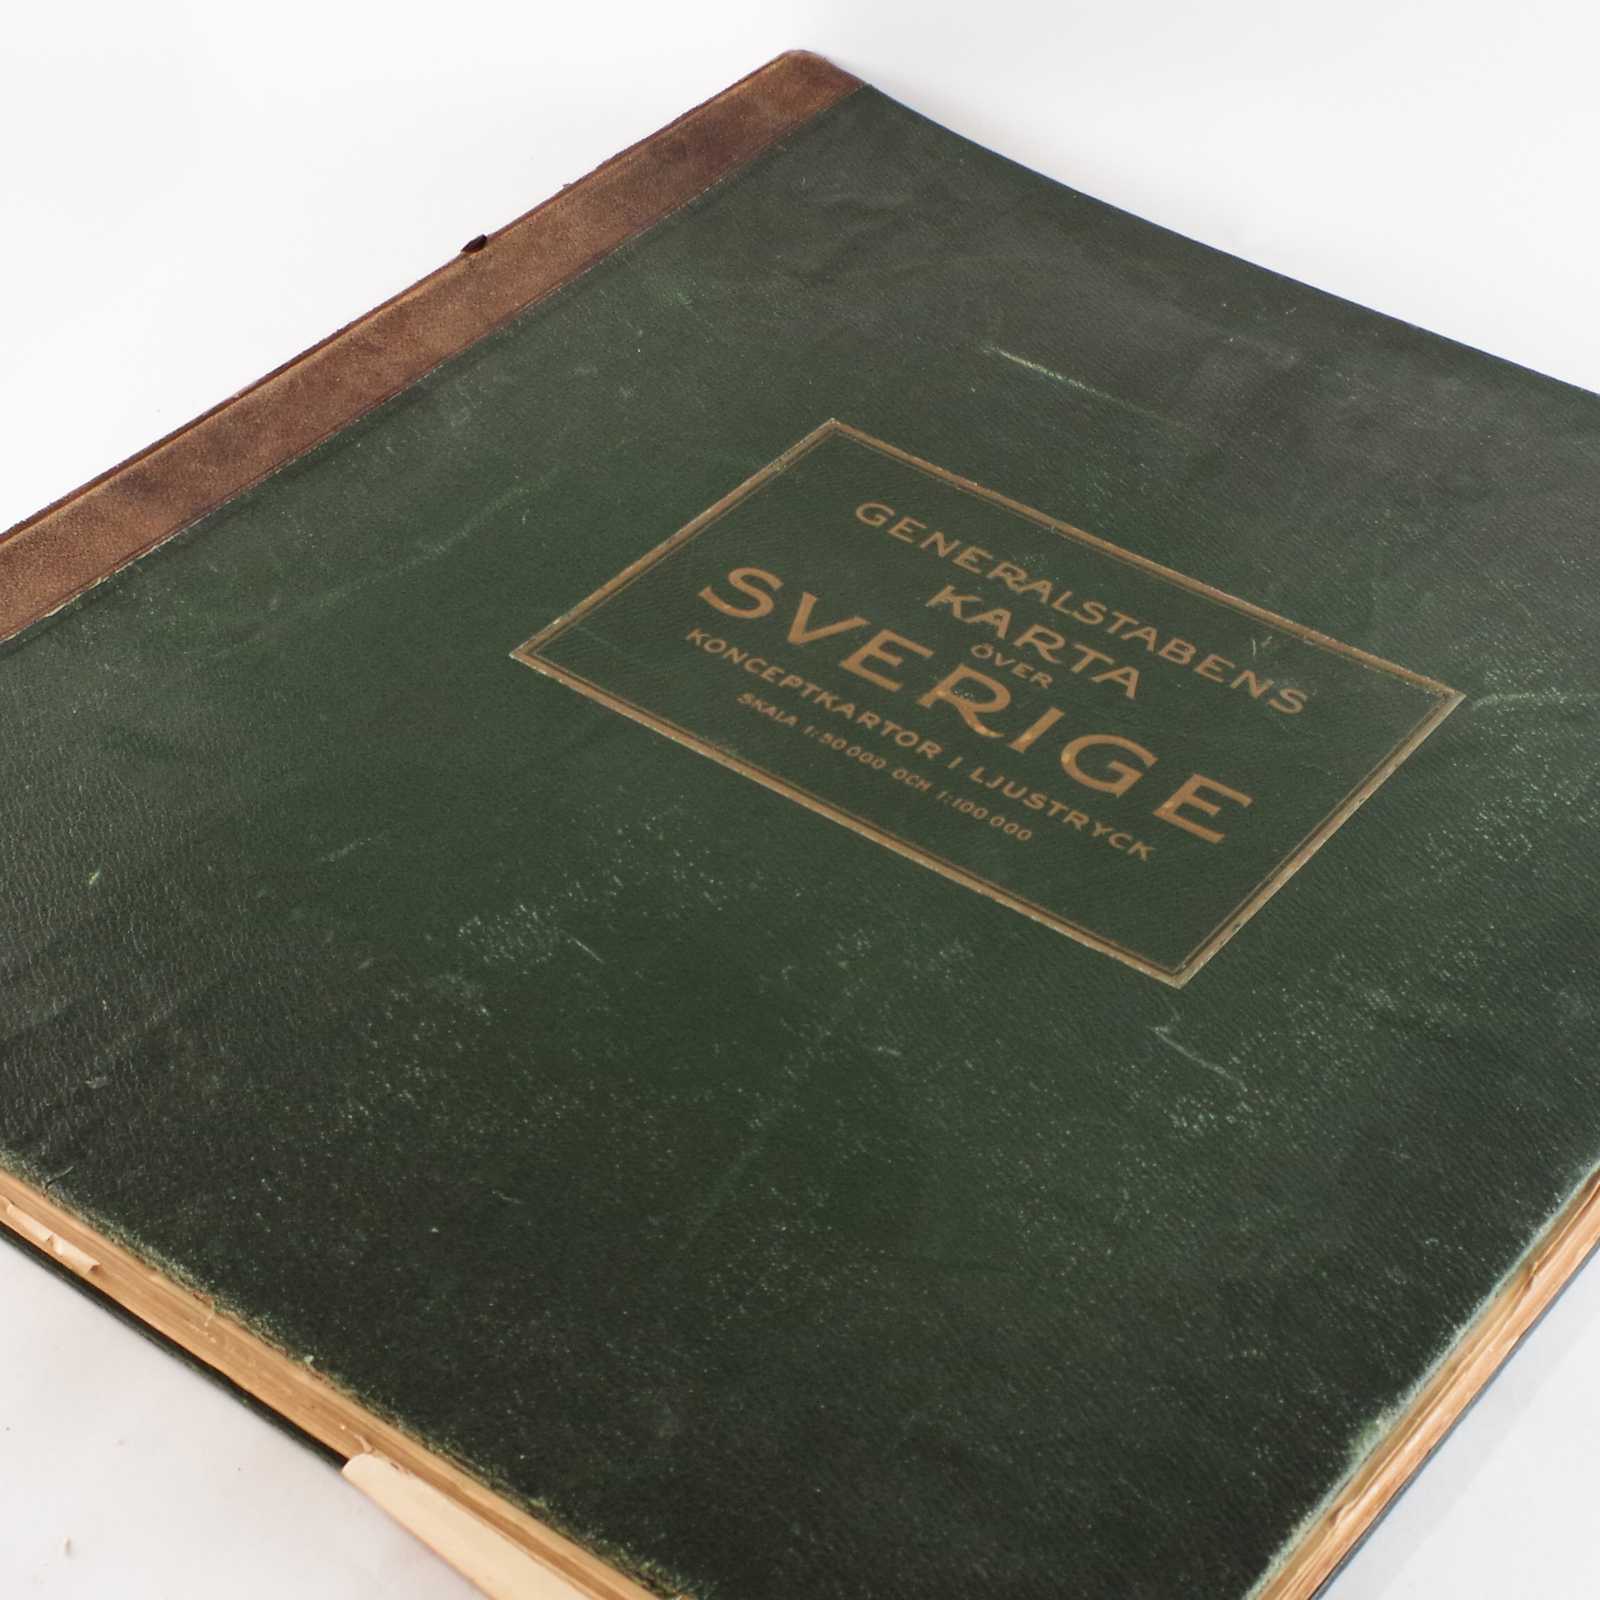 GENERALSTABENS
KARTA
ÖVER
SVERIGE
KONCEPTKARTOR I LJUSTRYCK
SKALA 1:50 000 OCH 1:100 000